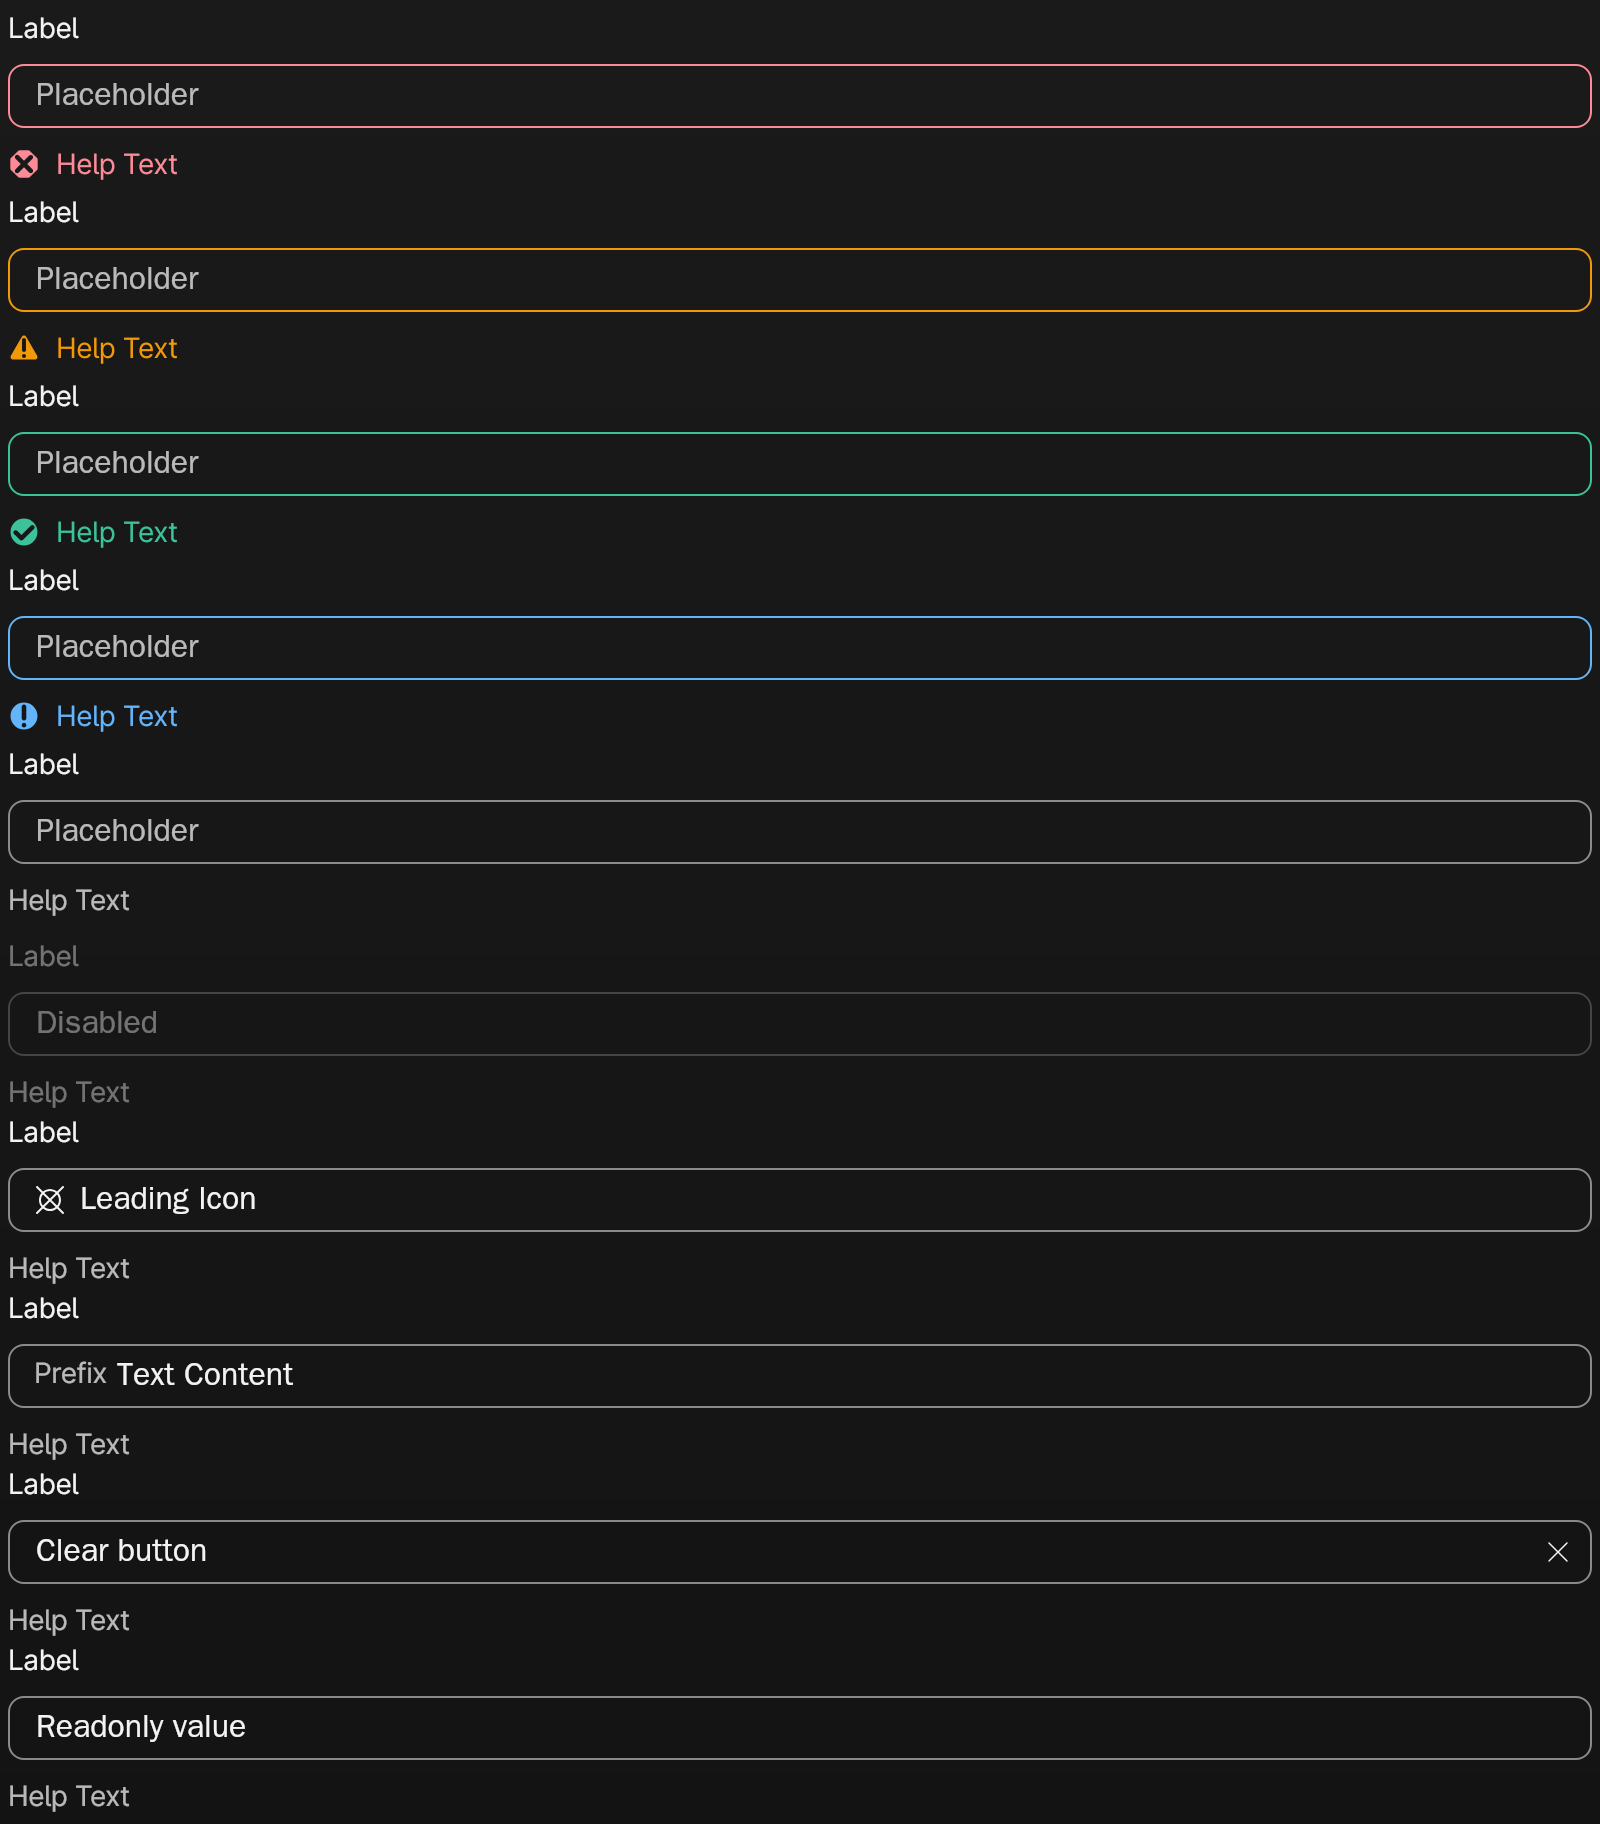 Label
Placeholder
Help Text
Label
Placeholder
Help Text
Label
Placeholder
Help Text
Label
Placeholder
Help Text
Label
Placeholder
Help Text
Label
Disabled
Help Text
Label
Leading Icon
Help Text
Label
Prefix Text Content
Help Text
Label
Clear button
Help Text
Label
Readonly value
Help Text